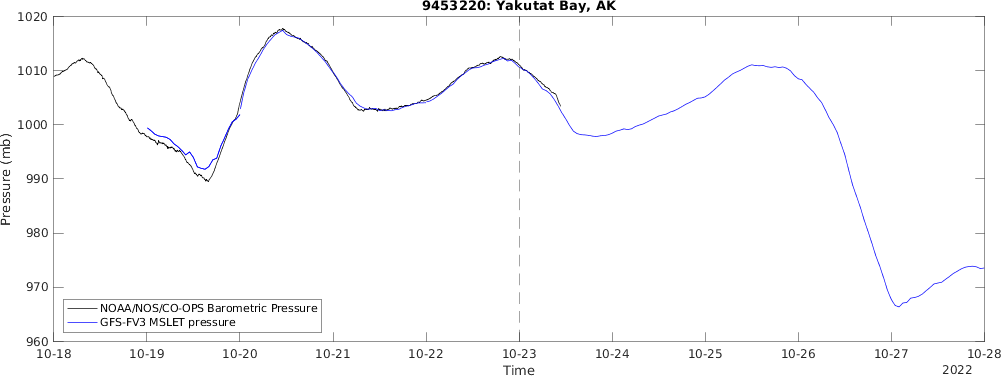 9453220: Yakutat Bay, AK
Pressure (mb)
1020
1010
1000
990
980
970
960
NOAA/NOS/CO-OPS Barometric Pressure
GFS-FV3 MSLET pressure
10-18 10-19 10-20 10-21 10-22 10-23 10-24 10-25 10-26 10-27 10-28
Time
2022